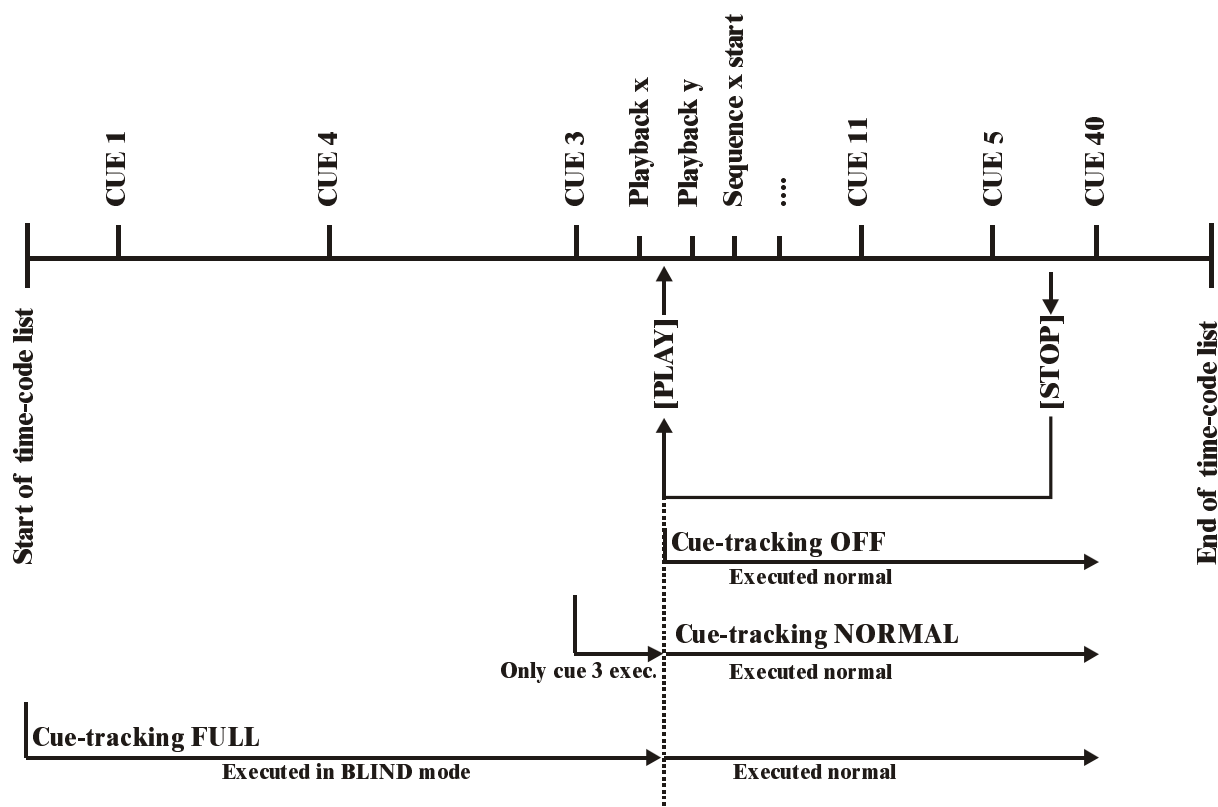 CUE 1
CUE 4
CUE 3
Playback x
Playback y
Sequence x start
....
CUE 11
CUE 5
CUE 40
Start of time-code list
[PLAY]
[STOP]
End of time-code list
Cue-tracking OFF
Executed normal
Cue-tracking NORMAL
Only cue 3 exec.
Executed normal
Cue-tracking FULL
Executed in BLIND mode
Executed normal